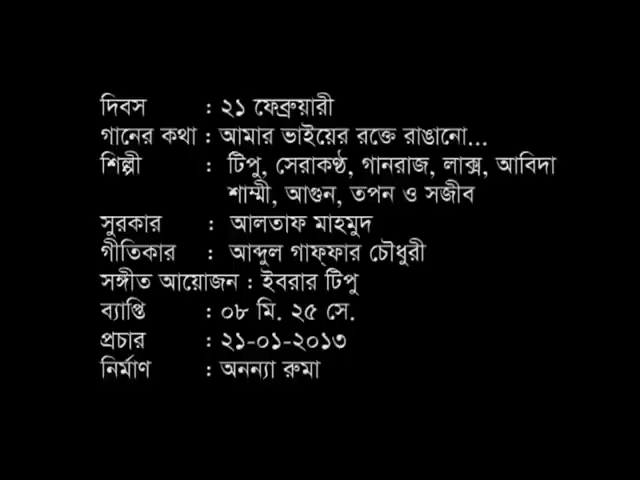 দিবস : ২১ ফেব্রুয়ারী
গানের কথা : আমার ভাইয়ের রক্তে রাঙানো...
শিল্পী : টিপু, সেরাকণ্ঠ, গানরাজ, লাক্স, আবিদা
শাম্মী, আগুন, তপন ও সজীব
সুরকার : আলতাফ মাহমুদ
গীতিকার : আব্দুল গাফ্ফার চৌধুরী
সঙ্গীত আয়োজন : ইবরার টিপু
ব্যাপ্তি : ০৮ মি. ২৫ সে.
প্রচার : ২১-০১-২০১৩
নির্মাণ : অনন্যা রুমা